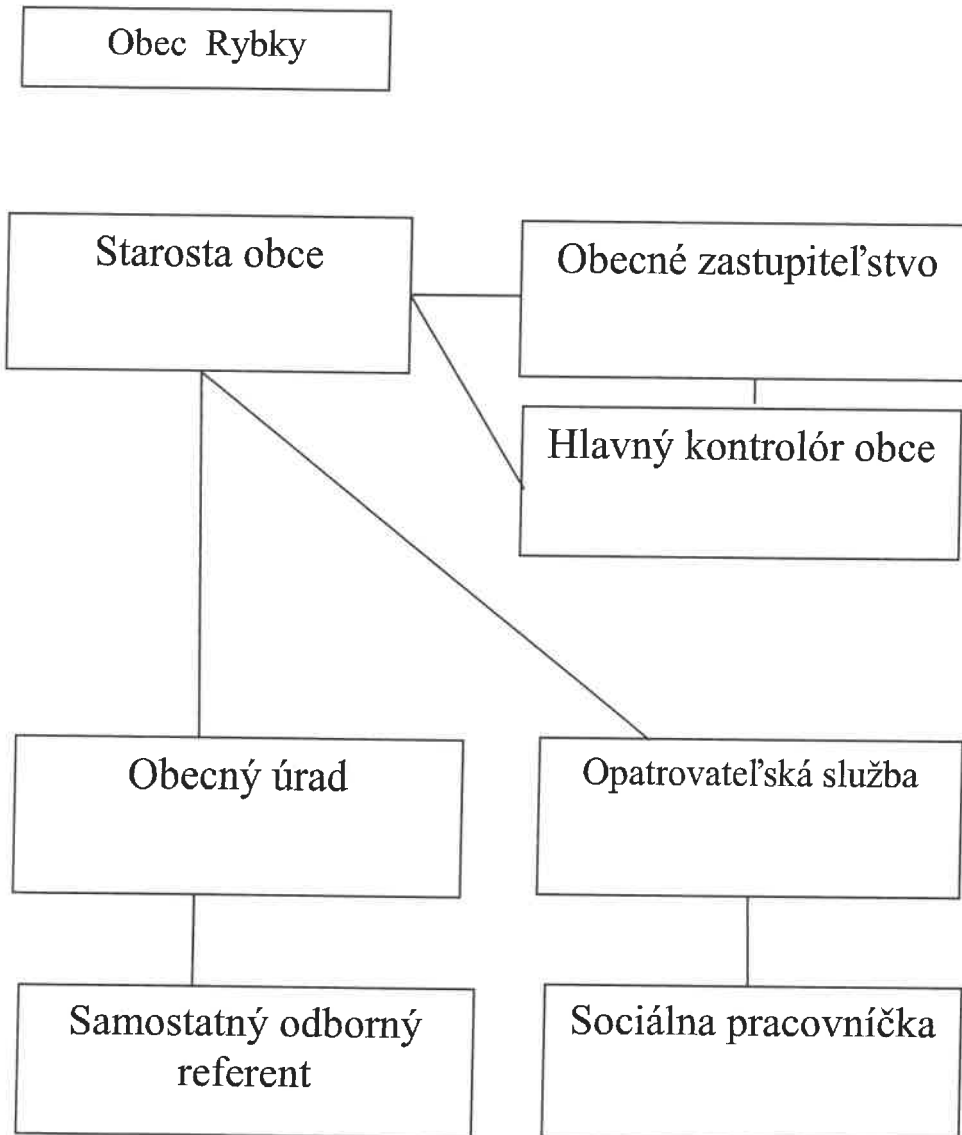 Obec Rybky
Starosta obce
Obecné zastupiteľstvo
Hlavný kontrolór obce
Obecný úrad
Opatrovateľská služba
Samostatný odborný
referent
Sociálna pracovníčka